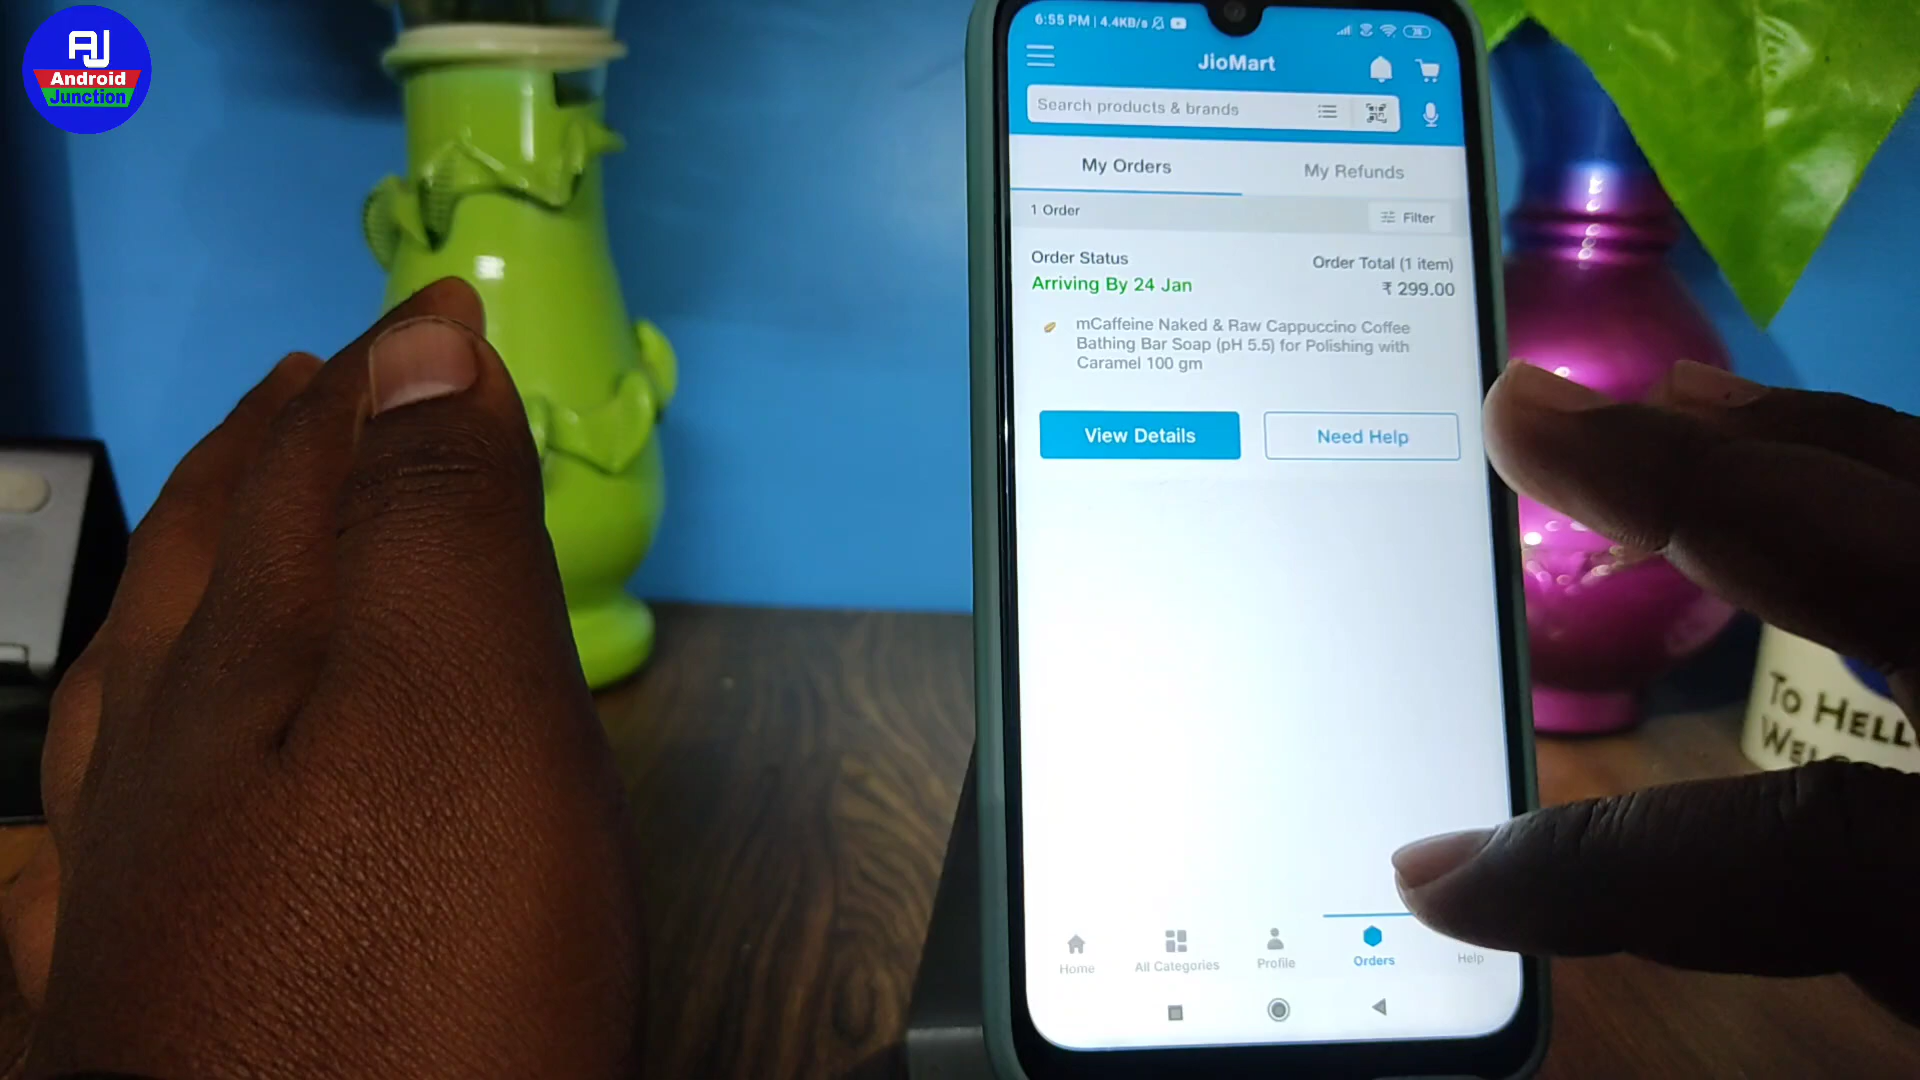 AJ
Android
Junction
6:55 PM | 4.4KB/s
JioMart
Search products & brands
My Orders
My Refunds
1 Order
Filter
Order Status
Order Total (1 item)
Arriving By 24 Jan
₹ 299.00
mCaffeine Naked & Raw Cappuccino Coffee
Bathing Bar Soap (pH 5.5) for Polishing with
Caramel 100 gm
View Details
Need Help
Home
All Categories
Profile
Orders
Help
To HELL